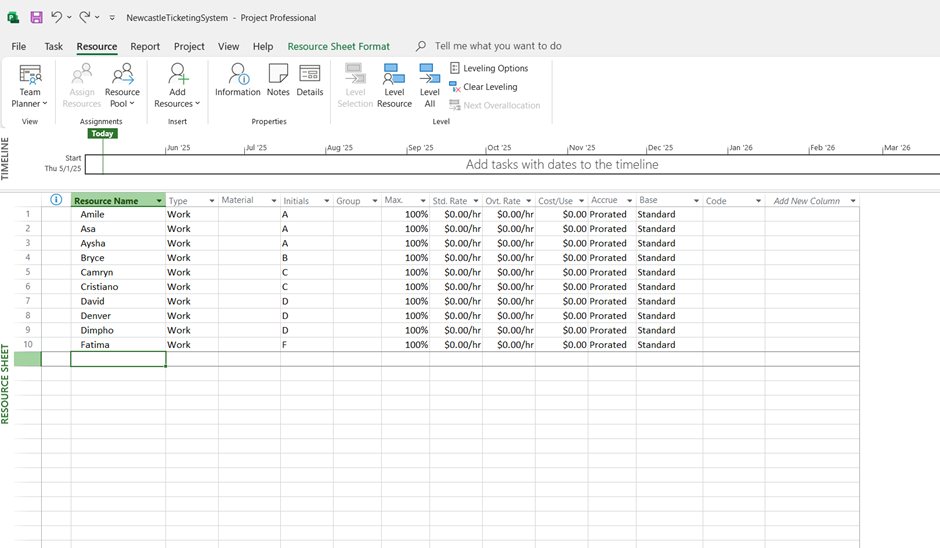 NewcastleTicketingSystem - Project Professional
File Task Resource Report Project View Help Resource Sheet Format Tell me what you want to do
Team Planner
Assign Resources
Resource Pool
Add Resources
Information
Notes
Details
Level Selection
Level Resource
Level All
Leveling Options
Clear Leveling
Next Overallocation
View Assignments Insert Properties Level
TIMELINE
Today
Start
Thu 5/1/25
Jun '25 Jul '25 Aug '25 Sep '25 Oct '25 Nov '25 Dec '25 Jan '26 Feb '26 Mar '26
Add tasks with dates to the timeline
RESOURCE SHEET
Resource Name Type Material Initials Group Max. Std. Rate Ovt. Rate Cost/Use Accrue Base Code Add New Column
1 Amile Work A 100% $0.00/hr $0.00/hr $0.00 Prorated Standard
2 Asa Work A 100% $0.00/hr $0.00/hr $0.00 Prorated Standard
3 Aysha Work A 100% $0.00/hr $0.00/hr $0.00 Prorated Standard
4 Bryce Work B 100% $0.00/hr $0.00/hr $0.00 Prorated Standard
5 Camryn Work C 100% $0.00/hr $0.00/hr $0.00 Prorated Standard
6 Cristiano Work C 100% $0.00/hr $0.00/hr $0.00 Prorated Standard
7 David Work D 100% $0.00/hr $0.00/hr $0.00 Prorated Standard
8 Denver Work D 100% $0.00/hr $0.00/hr $0.00 Prorated Standard
9 Dimpho Work D 100% $0.00/hr $0.00/hr $0.00 Prorated Standard
10 Fatima Work F 100% $0.00/hr $0.00/hr $0.00 Prorated Standard